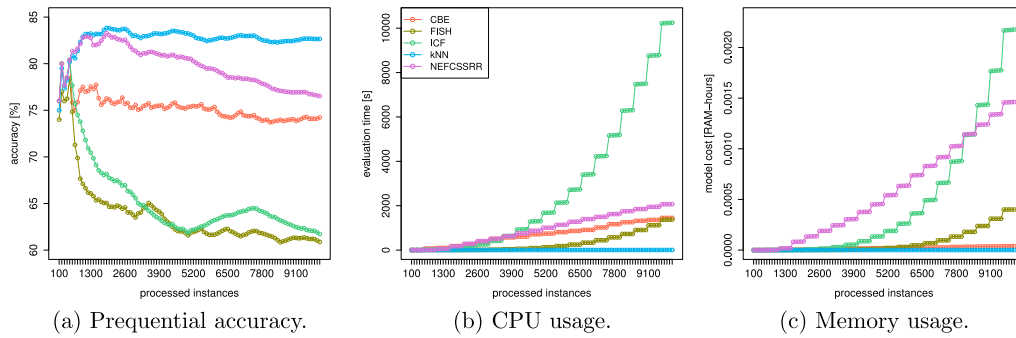 85
80
75
70
65
60
accuracy [%]
100 1300 2600 3900 5200 6500 7800 9100
processed instances
(a) Prequential accuracy.
CBE
FISH
ICF
kNN
NEFCSSRR
10000
8000
6000
4000
2000
0
evaluation time [s]
100 1300 2600 3900 5200 6500 7800 9100
processed instances
(b) CPU usage.
0.0020
0.0015
0.0010
0.0005
0.0000
model cost [RAM−hours]
100 1300 2600 3900 5200 6500 7800 9100
processed instances
(c) Memory usage.